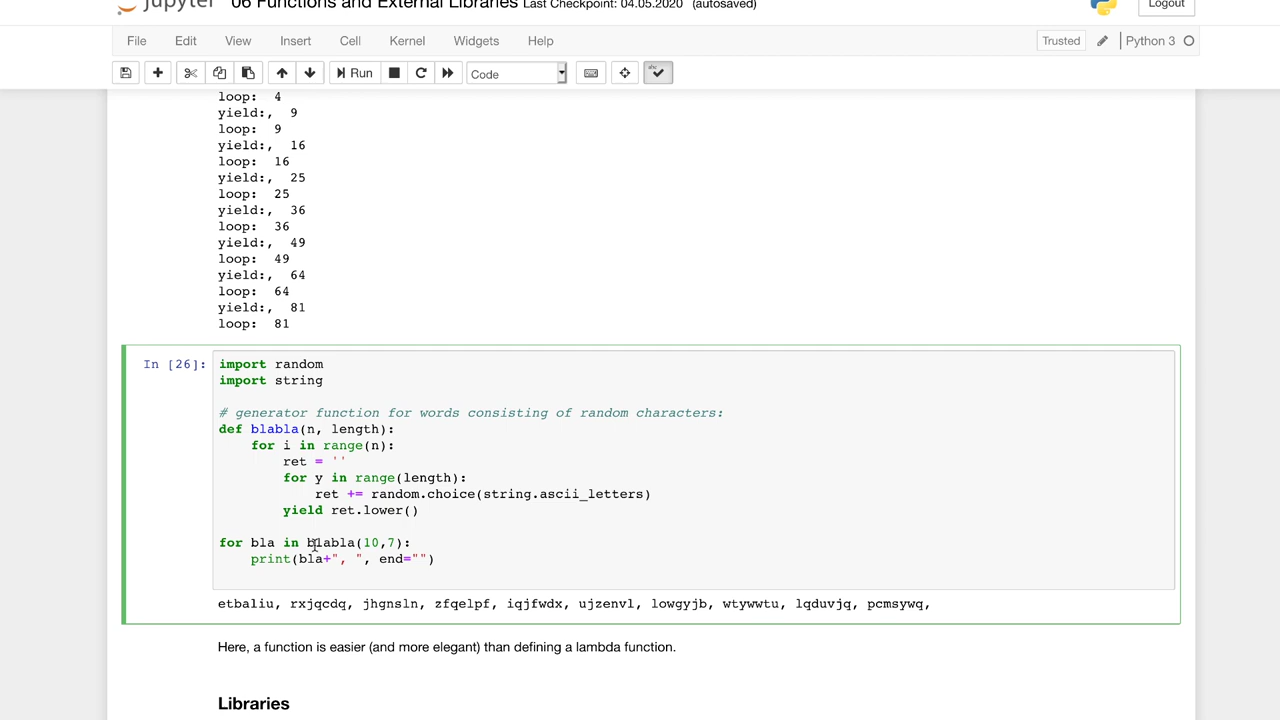 jupyter 06 Functions and External Libraries Last Checkpoint: 04.05.2020 (autosaved) Logout
File Edit View Insert Cell Kernel Widgets Help Trusted Python 3
Run Code
loop: 4
yield:, 9
loop: 9
yield:, 16
loop: 16
yield:, 25
loop: 25
yield:, 36
loop: 36
yield:, 49
loop: 49
yield:, 64
loop: 64
yield:, 81
loop: 81
In [26]: import random
import string
# generator function for words consisting of random characters:
def blabla(n, length):
for i in range(n):
ret = ''
for y in range(length):
ret += random.choice(string.ascii_letters)
yield ret.lower()
for bla in blabla(10,7):
print(bla+", ", end="")
etbaliu, rxjqcdq, jhgnsln, zfqelpf, iqjfwdx, ujzenvl, lowgyjb, wtywwtu, lqduvjq, pcmsywq,
Here, a function is easier (and more elegant) than defining a lambda function.
Libraries